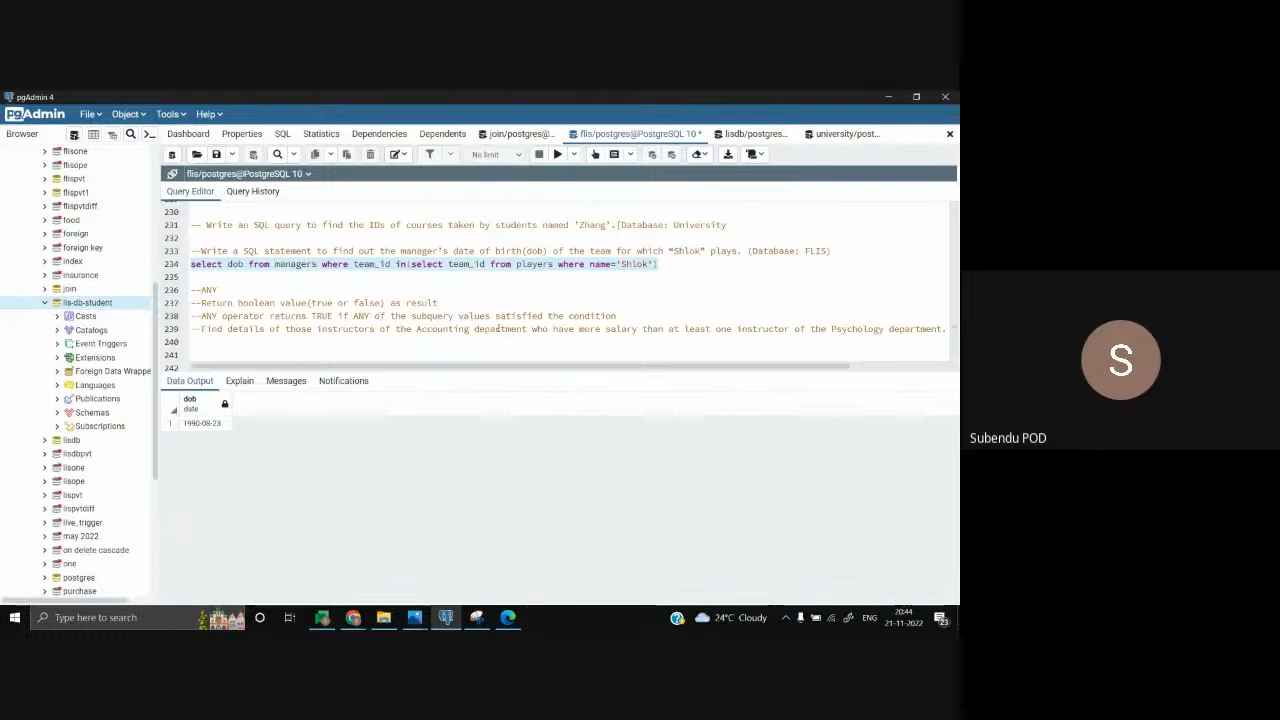 pgAdmin 4
pgAdmin File Object Tools Help
Browser Dashboard Properties SQL Statistics Dependencies Dependents join/postgres@... flis/postgres@PostgreSQL 10 * lisdb/postgres... university/post...
No limit
flis/postgres@PostgreSQL 10
Query Editor Query History
flisone
flisope
flispvt
flispvt1
flispvtdiff
food
foreign
foreign key
index
insurance
join
lis-db-student
Casts
Catalogs
Event Triggers
Extensions
Foreign Data Wrappe
Languages
Publications
Schemas
Subscriptions
lisdb
lisdbpvt
lisone
lisope
lispvt
lispvtdiff
live_trigger
may 2022
on delete cascade
one
postgres
purchase
230
231 -- Write an SQL query to find the IDs of courses taken by students named 'Zhang'.[Database: University
232
233 --Write a SQL statement to find out the manager's date of birth(dob) of the team for which “Shlok” plays. (Database: FLIS)
234 select dob from managers where team_id in(select team_id from players where name='Shlok')
235
236 --ANY
237 --Return boolean value(true or false) as result
238 --ANY operator returns TRUE if ANY of the subquery values satisfied the condition
239 --Find details of those instructors of the Accounting department who have more salary than at least one instructor of the Psychology department.
240
241
242
Data Output Explain Messages Notifications
dob
date
1 1990-08-23
S
Subendu POD
Type here to search
24°C Cloudy
ENG
20:44
21-11-2022
23